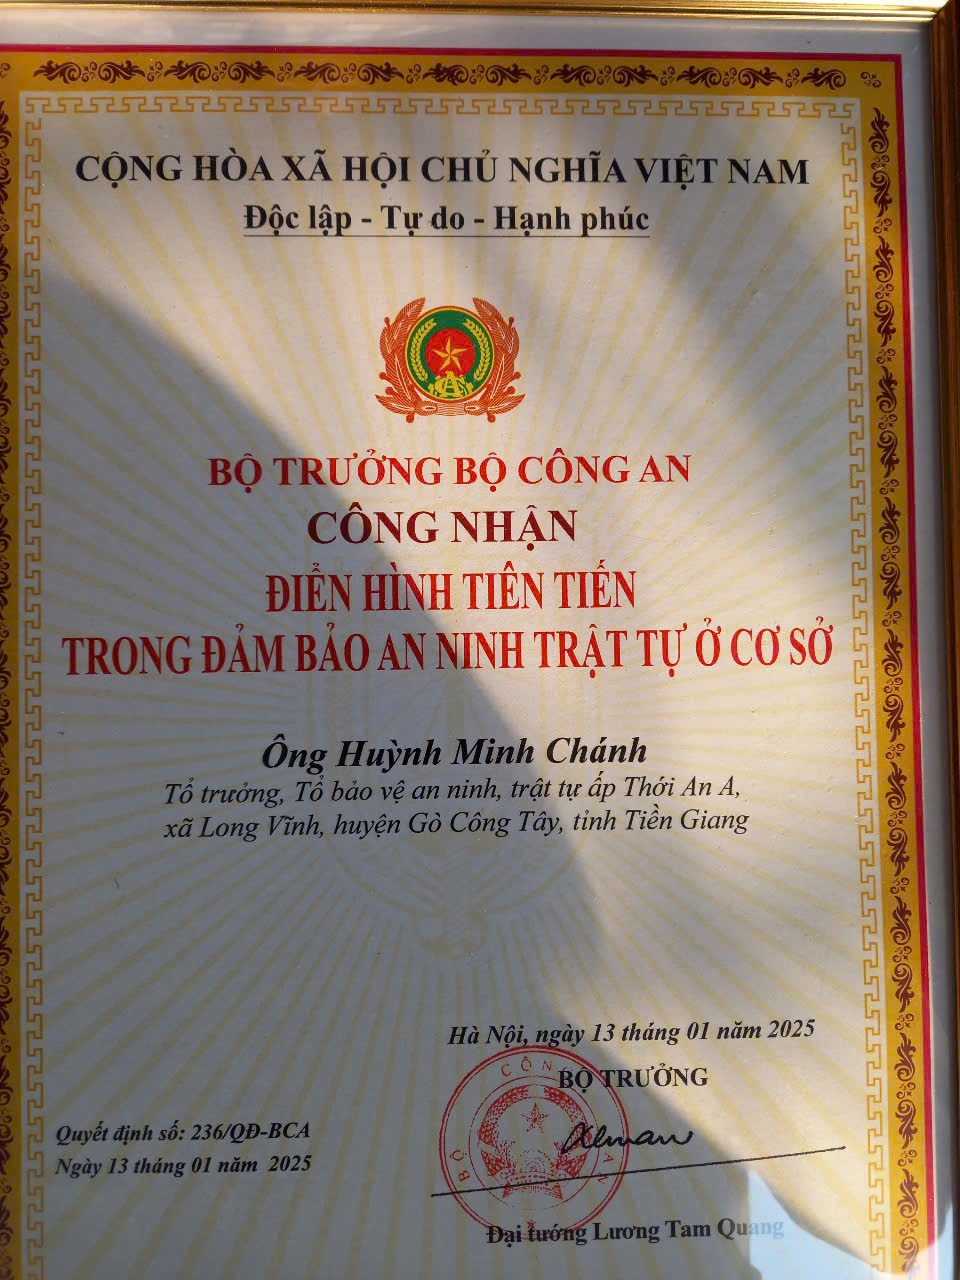 CỘNG HÒA XÃ HỘI CHỦ NGHĨA VIỆT NAM
Độc lập - Tự do - Hạnh phúc
BỘ TRƯỞNG BỘ CÔNG AN
CÔNG NHẬN
ĐIỂN HÌNH TIÊN TIẾN
TRONG ĐẢM BẢO AN NINH TRẬT TỰ Ở CƠ SỞ
Ông Huỳnh Minh Chánh
Tổ trưởng, Tổ bảo vệ an ninh, trật tự ấp Thới An A,
xã Long Vĩnh, huyện Gò Công Tây, tỉnh Tiền Giang
Hà Nội, ngày 13 tháng 01 năm 2025
BỘ TRƯỞNG
BỘ CÔNG AN
Quyết định số: 236/QĐ-BCA
Ngày 13 tháng 01 năm 2025
Đại tướng Lương Tam Quang